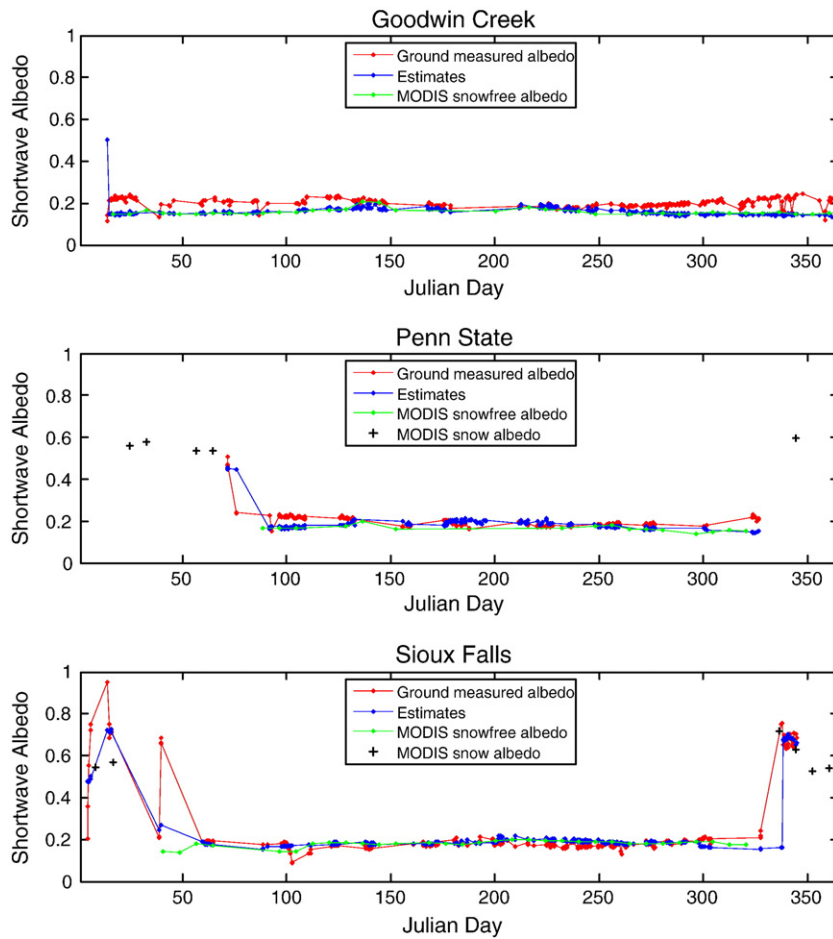 Goodwin Creek
1
0.8
0.6
0.4
0.2
0
Shortwave Albedo
Ground measured albedo
Estimates
MODIS snowfree albedo
50 100 150 200 250 300 350
Julian Day
Penn State
1
0.8
0.6
0.4
0.2
0
Shortwave Albedo
Ground measured albedo
Estimates
MODIS snowfree albedo
MODIS snow albedo
50 100 150 200 250 300 350
Julian Day
Sioux Falls
1
0.8
0.6
0.4
0.2
0
Shortwave Albedo
Ground measured albedo
Estimates
MODIS snowfree albedo
MODIS snow albedo
50 100 150 200 250 300 350
Julian Day